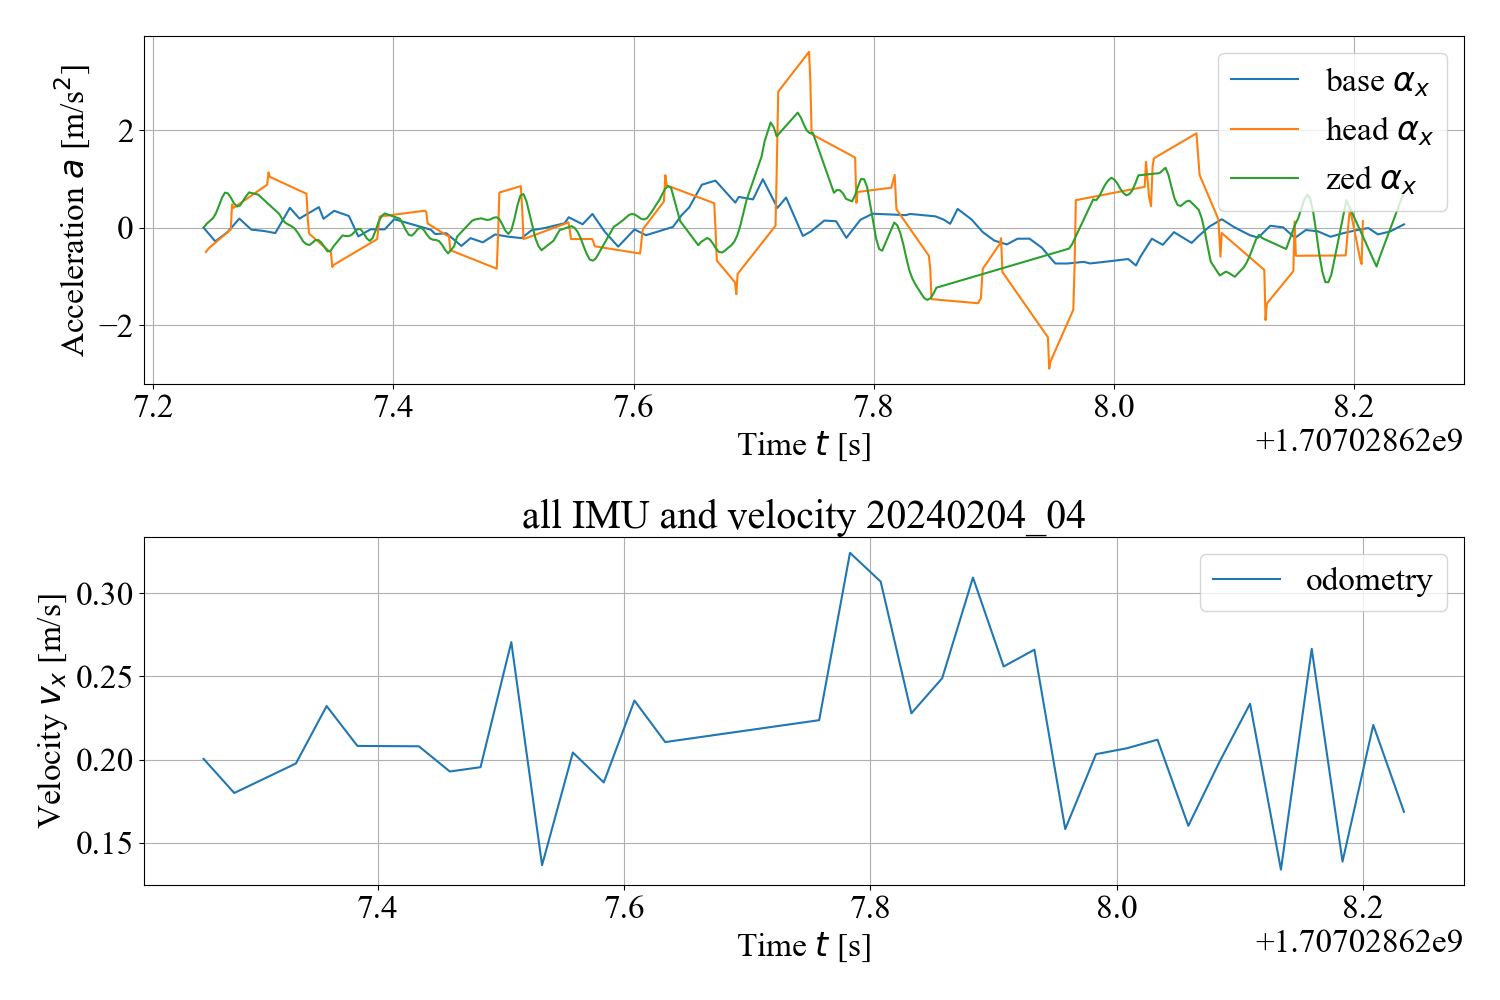 Acceleration a [m/s²]
2
0
−2
base αₓ
head αₓ
zed αₓ
7.2 7.4 7.6 7.8 8.0 8.2
Time t [s]
+1.70702862e9
all IMU and velocity 20240204_04
Velocity vₓ [m/s]
0.30
0.25
0.20
0.15
odometry
7.4 7.6 7.8 8.0 8.2
Time t [s]
+1.70702862e9